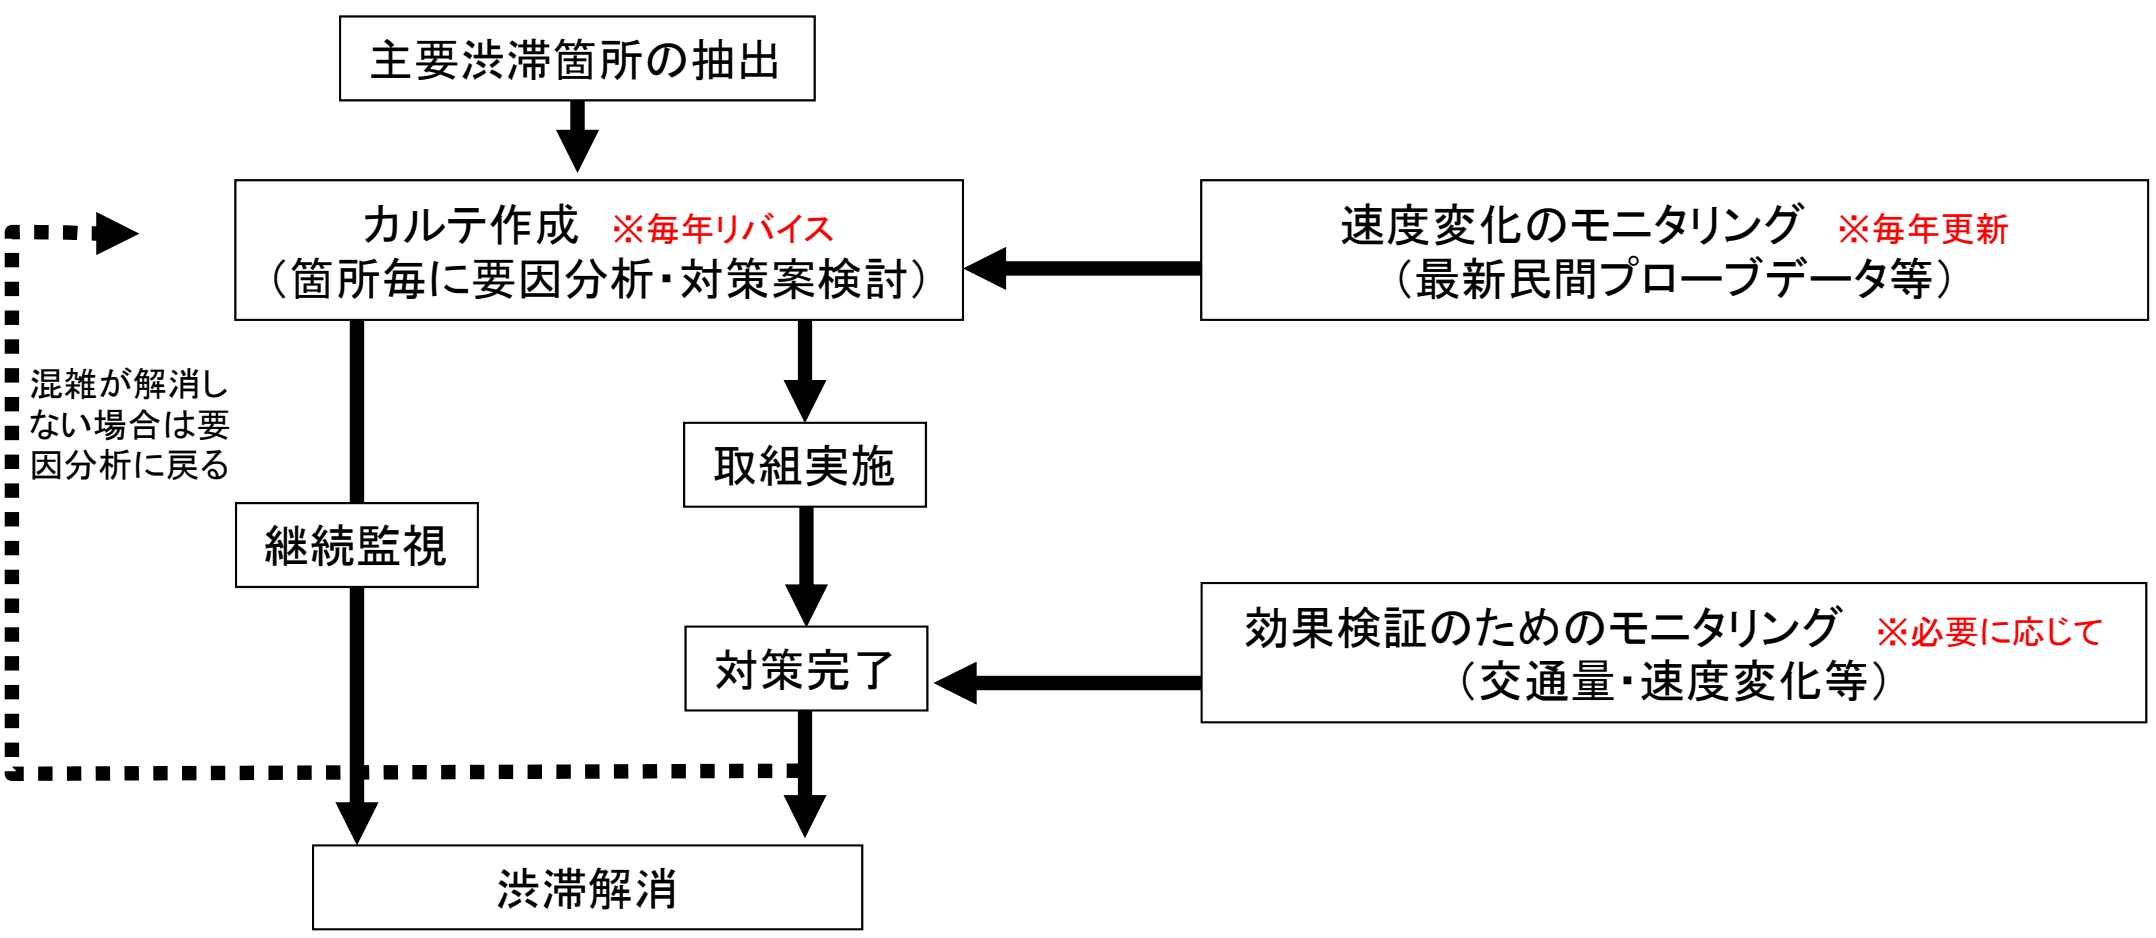 主要渋滞箇所の抽出
カルテ作成　※毎年リバイス
（箇所毎に要因分析・対策案検討）
速度変化のモニタリング　※毎年更新
（最新民間プローブデータ等）
混雑が解消し
ない場合は要
因分析に戻る
取組実施
継続監視
対策完了
効果検証のためのモニタリング　※必要に応じて
（交通量・速度変化等）
渋滞解消